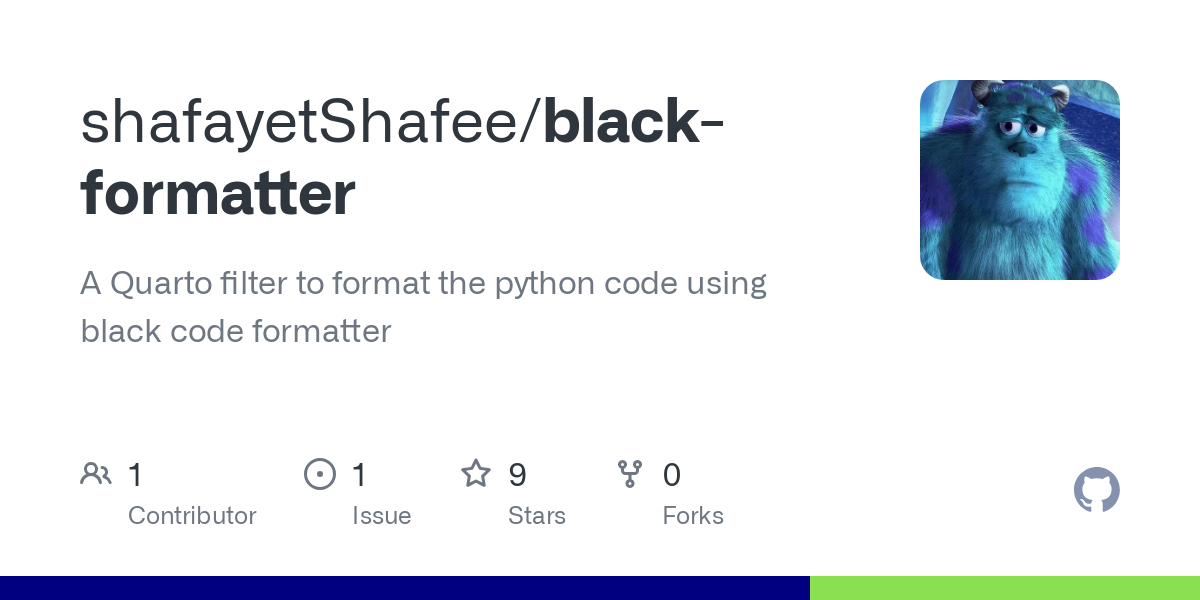 shafayetShafee/black-
formatter
A Quarto filter to format the python code using
black code formatter
1 1 9 0
Contributor Issue Stars Forks